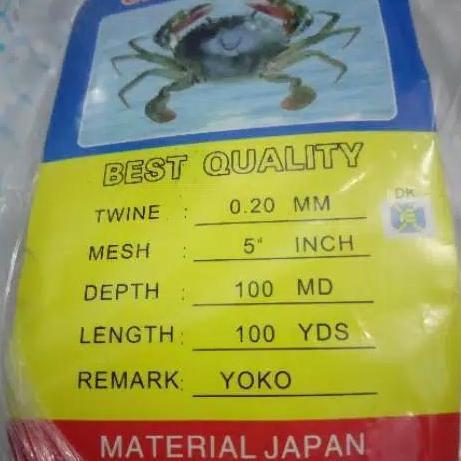 BEST QUALITY
TWINE : 0.20 MM
MESH : 5" INCH
DEPTH : 100 MD
LENGTH: 100 YDS
REMARK: YOKO
DK
MATERIAL JAPAN